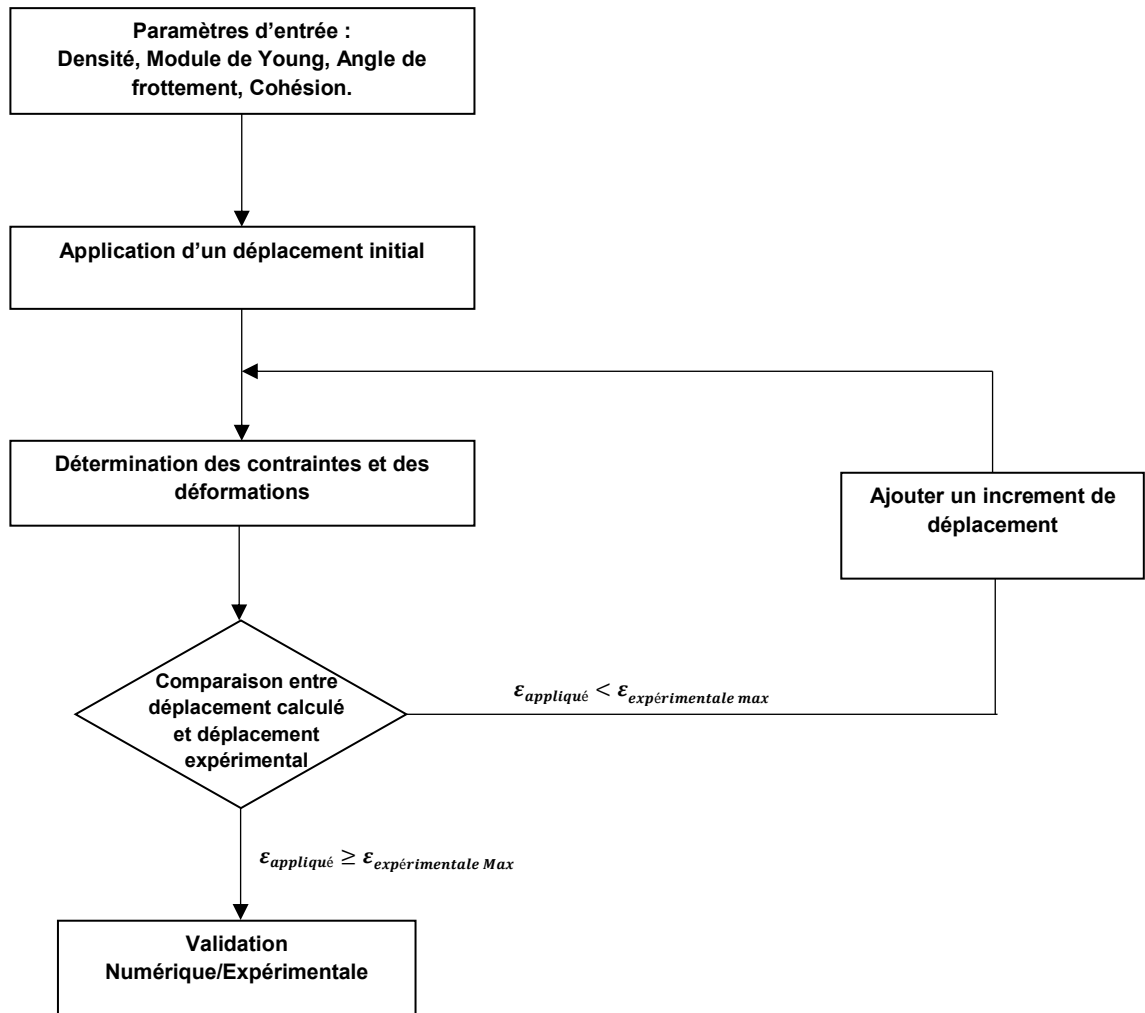 Paramètres d’entrée :
Densité, Module de Young, Angle de
frottement, Cohésion.
Application d’un déplacement initial
Détermination des contraintes et des
déformations
Ajouter un increment de
déplacement
Comparaison entre
déplacement calculé
et déplacement
expérimental
ε_appliqué < ε_expérimentale max
ε_appliqué ≥ ε_expérimentale Max
Validation
Numérique/Expérimentale